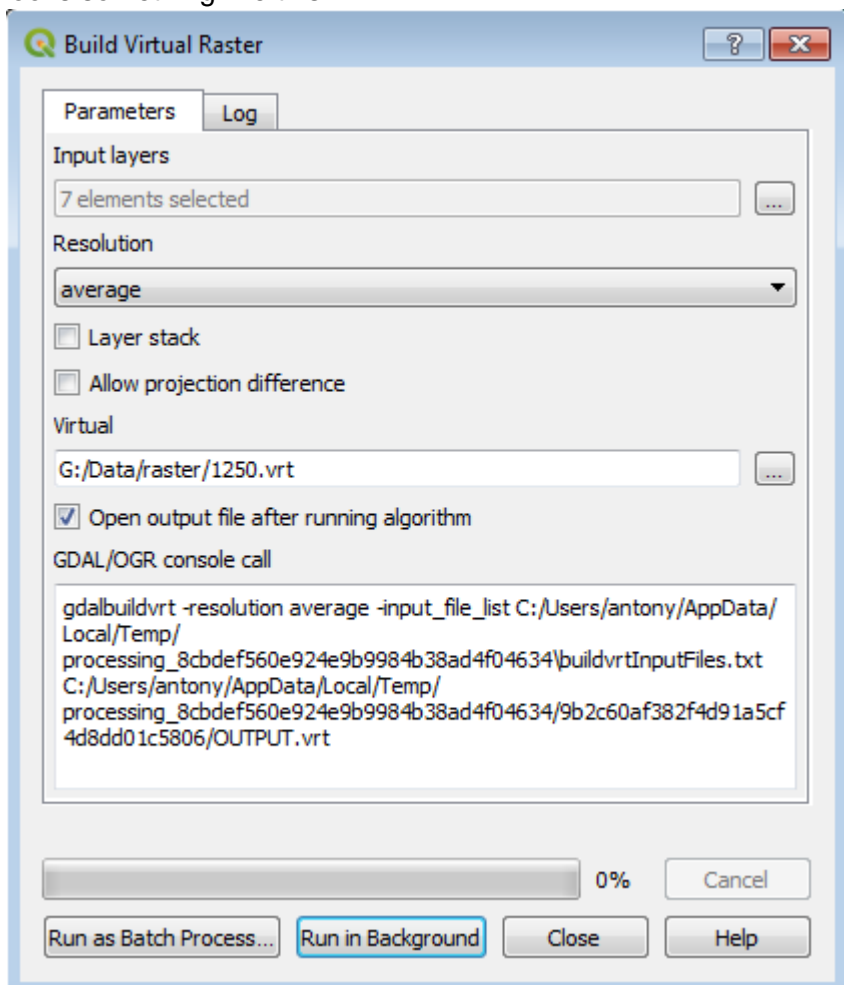 Build Virtual Raster
?
Parameters
Log
Input layers
7 elements selected
...
Resolution
average
Layer stack
Allow projection difference
Virtual
G:/Data/raster/1250.vrt
...
Open output file after running algorithm
GDAL/OGR console call
gdalbuildvrt -resolution average -input_file_list C:/Users/antony/AppData/
Local/Temp/
processing_8cbdef560e924e9b9984b38ad4f04634\buildvrtInputFiles.txt
C:/Users/antony/AppData/Local/Temp/
processing_8cbdef560e924e9b9984b38ad4f04634/9b2c60af382f4d91a5cf
4d8dd01c5806/OUTPUT.vrt
0%
Cancel
Run as Batch Process...
Run in Background
Close
Help